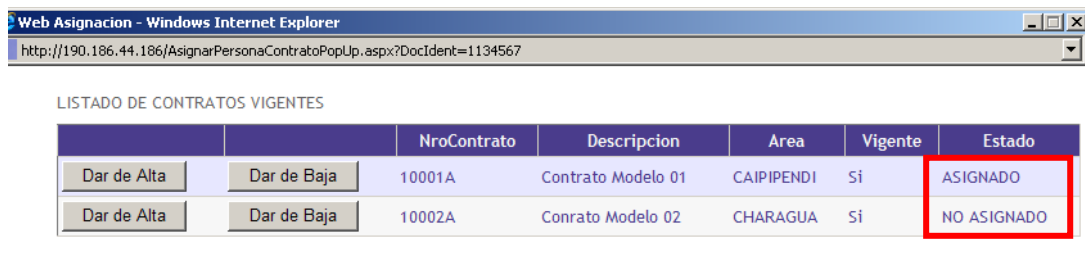 Web Asignacion - Windows Internet Explorer
http://190.186.44.186/AsignarPersonaContratoPopUp.aspx?DocIdent=1134567
LISTADO DE CONTRATOS VIGENTES
NroContrato Descripcion Area Vigente Estado
Dar de Alta Dar de Baja 10001A Contrato Modelo 01 CAIPIPENDI Si ASIGNADO
Dar de Alta Dar de Baja 10002A Conrato Modelo 02 CHARAGUA Si NO ASIGNADO